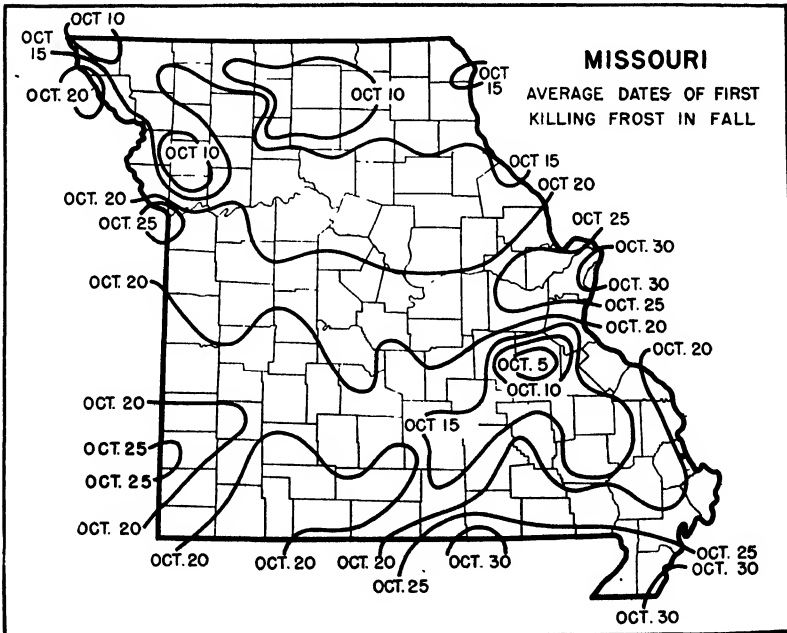 OCT 10
OCT
15
OCT. 20
OCT 10
OCT 10
OCT
15
MISSOURI
AVERAGE DATES OF FIRST
KILLING FROST IN FALL
OCT 15
OCT 20
OCT. 20
OCT. 25
OCT 25
OCT. 30
OCT. 30
OCT. 25
OCT. 20
OCT. 20
OCT. 20
OCT. 5
OCT. 10
OCT. 20
OCT 15
OCT. 25
OCT. 25
OCT. 20
OCT. 20
OCT. 20
OCT. 20
OCT. 25
OCT. 30
OCT. 25
OCT. 30
OCT. 30